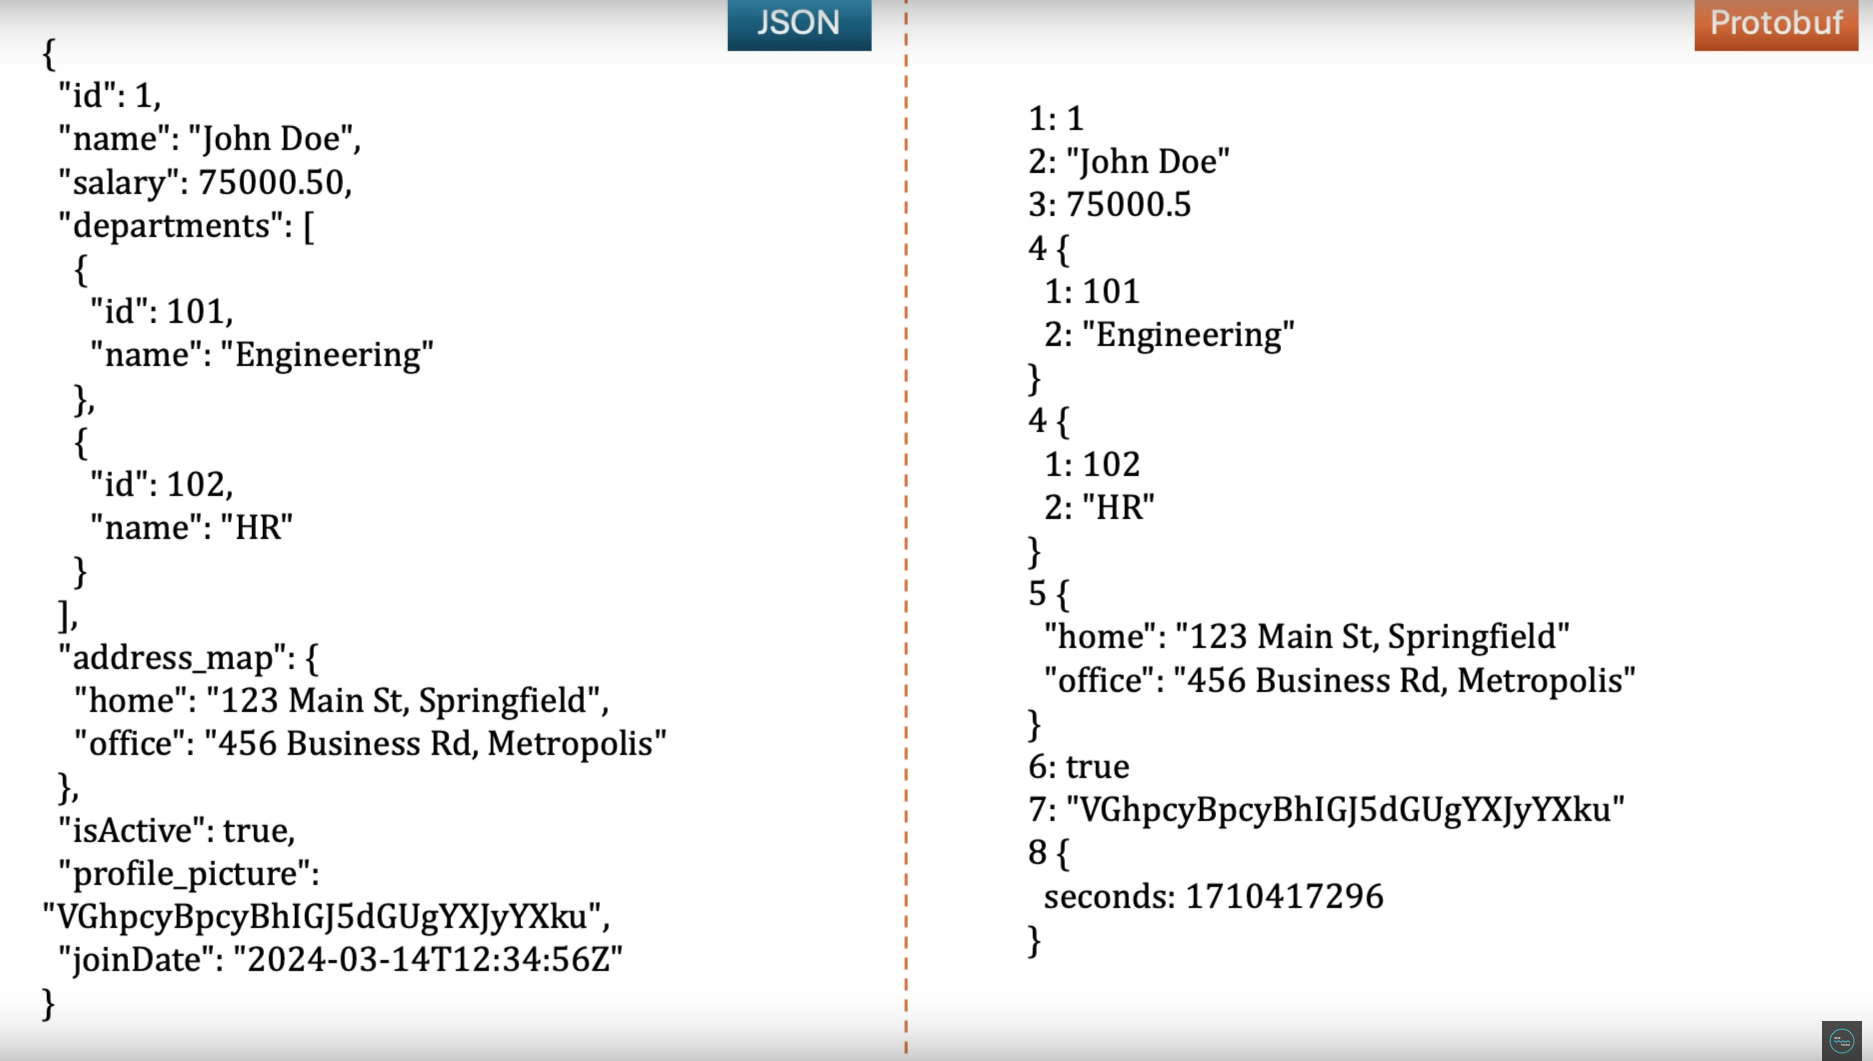 JSON
{
"id": 1,
"name": "John Doe",
"salary": 75000.50,
"departments": [
{
"id": 101,
"name": "Engineering"
},
{
"id": 102,
"name": "HR"
}
],
"address_map": {
"home": "123 Main St, Springfield",
"office": "456 Business Rd, Metropolis"
},
"isActive": true,
"profile_picture":
"VGhpcyBpcyBhIGJ5dGUgYXJyYXku",
"joinDate": "2024-03-14T12:34:56Z"
}
Protobuf
1: 1
2: "John Doe"
3: 75000.5
4 {
1: 101
2: "Engineering"
}
4 {
1: 102
2: "HR"
}
5 {
"home": "123 Main St, Springfield"
"office": "456 Business Rd, Metropolis"
}
6: true
7: "VGhpcyBpcyBhIGJ5dGUgYXJyYXku"
8 {
seconds: 1710417296
}